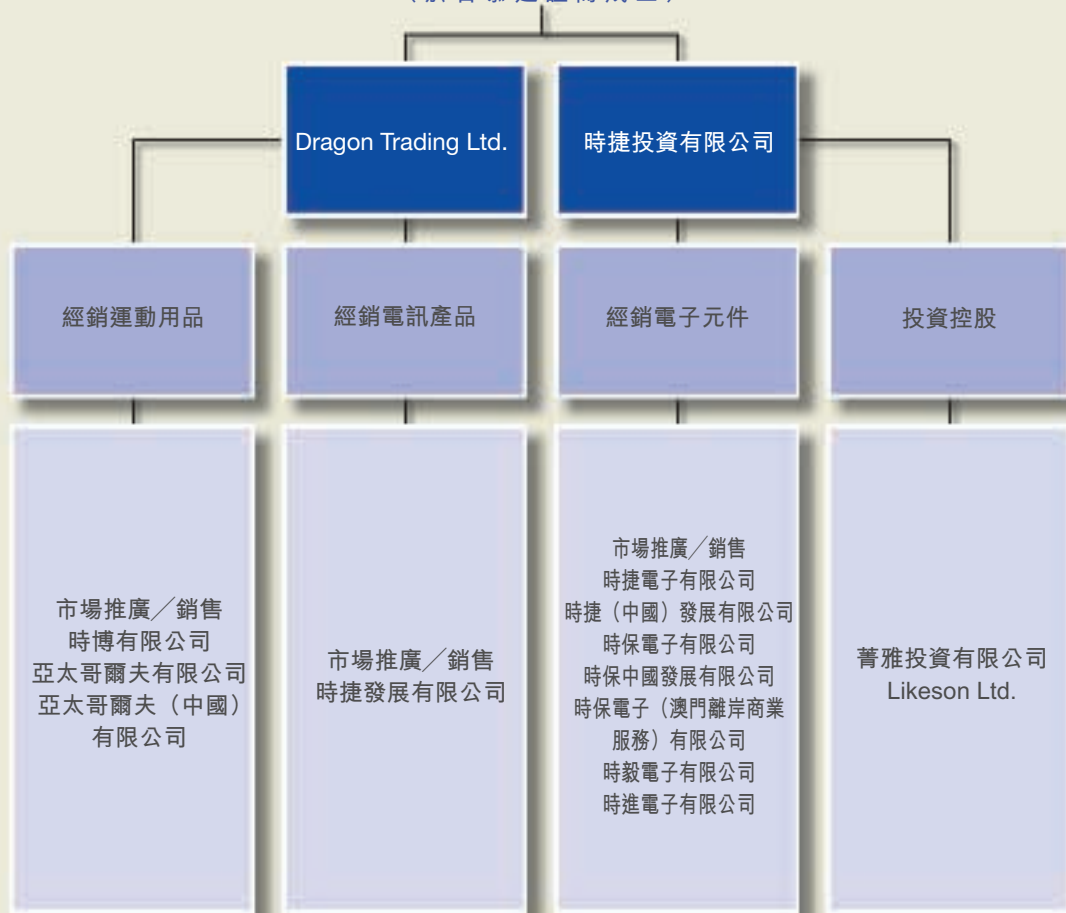 Dragon Trading Ltd.
時捷投資有限公司
經銷運動用品
經銷電訊產品
經銷電子元件
投資控股
市場推廣／銷售
時博有限公司
亞太哥爾夫有限公司
亞太哥爾夫（中國）
有限公司
市場推廣／銷售
時捷發展有限公司
市場推廣／銷售
時捷電子有限公司
時捷（中國）發展有限公司
時保電子有限公司
時保中國發展有限公司
時保電子（澳門離岸商業
服務）有限公司
時毅電子有限公司
時進電子有限公司
菁雅投資有限公司
Likeson Ltd.